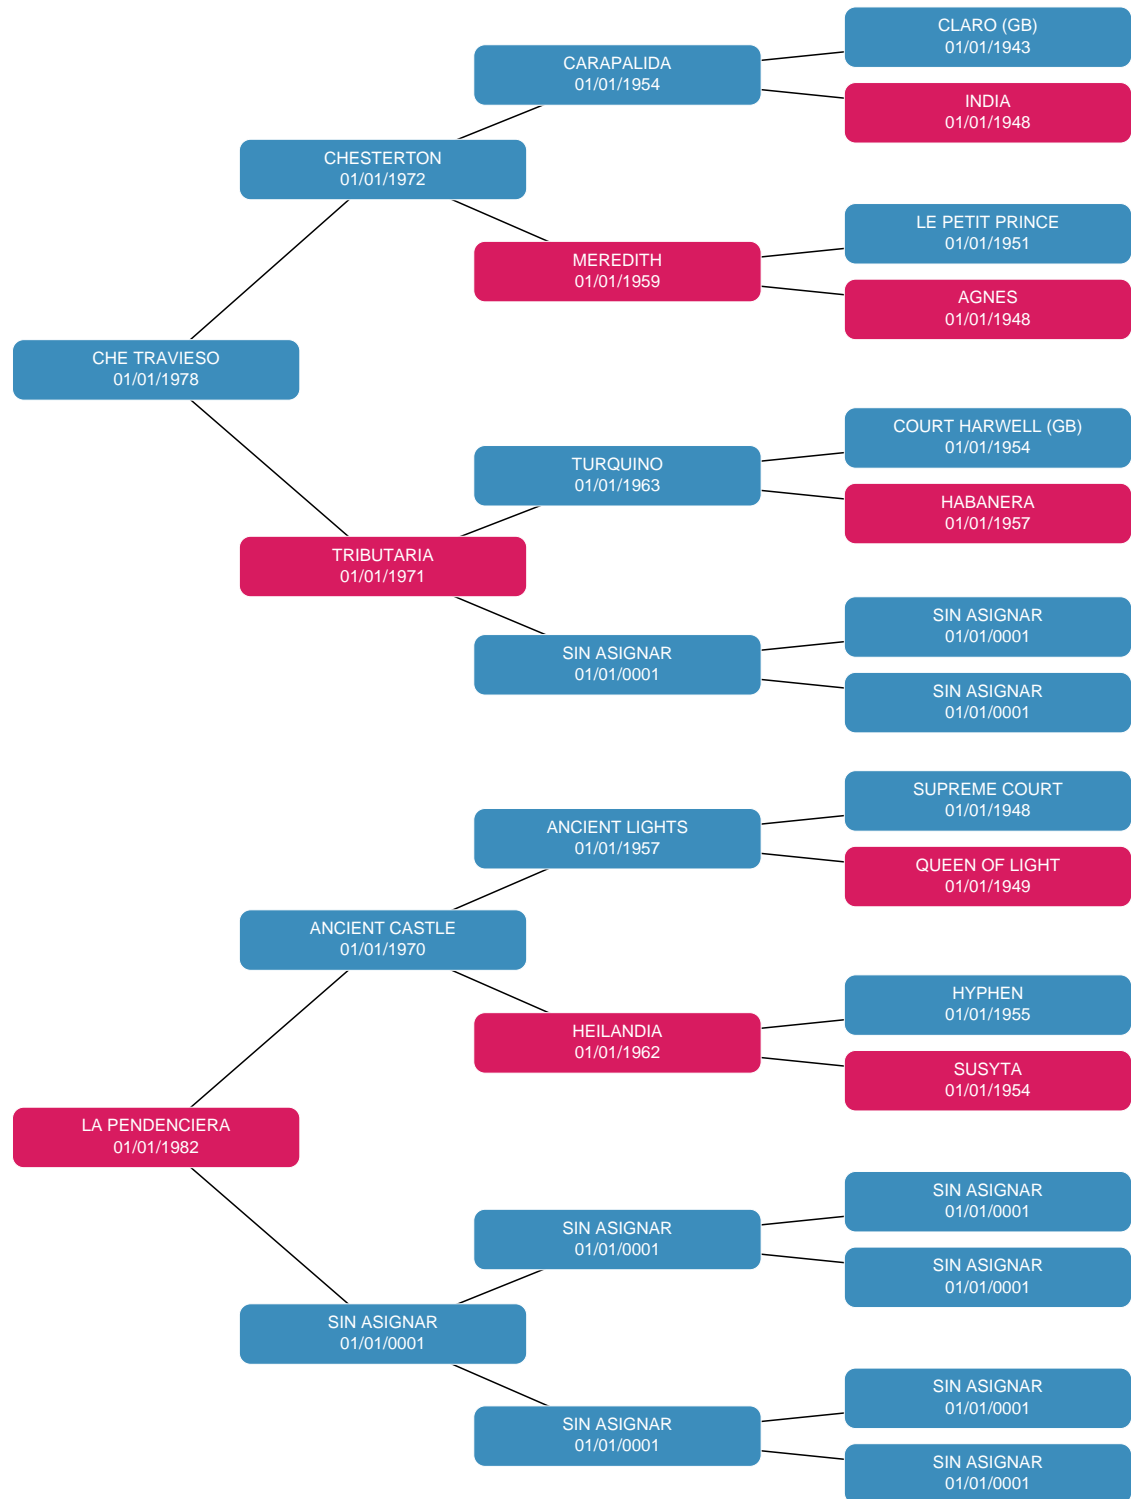 CLARO (GB)
01/01/1943
CARAPALIDA
01/01/1954
INDIA
01/01/1948
CHESTERTON
01/01/1972
LE PETIT PRINCE
01/01/1951
MEREDITH
01/01/1959
AGNES
01/01/1948
CHE TRAVIESO
01/01/1978
COURT HARWELL (GB)
01/01/1954
TURQUINO
01/01/1963
HABANERA
01/01/1957
TRIBUTARIA
01/01/1971
SIN ASIGNAR
01/01/0001
SIN ASIGNAR
01/01/0001
SIN ASIGNAR
01/01/0001
SUPREME COURT
01/01/1948
ANCIENT LIGHTS
01/01/1957
QUEEN OF LIGHT
01/01/1949
ANCIENT CASTLE
01/01/1970
HYPHEN
01/01/1955
HEILANDIA
01/01/1962
SUSYTA
01/01/1954
LA PENDENCIERA
01/01/1982
SIN ASIGNAR
01/01/0001
SIN ASIGNAR
01/01/0001
SIN ASIGNAR
01/01/0001
SIN ASIGNAR
01/01/0001
SIN ASIGNAR
01/01/0001
SIN ASIGNAR
01/01/0001
SIN ASIGNAR
01/01/0001